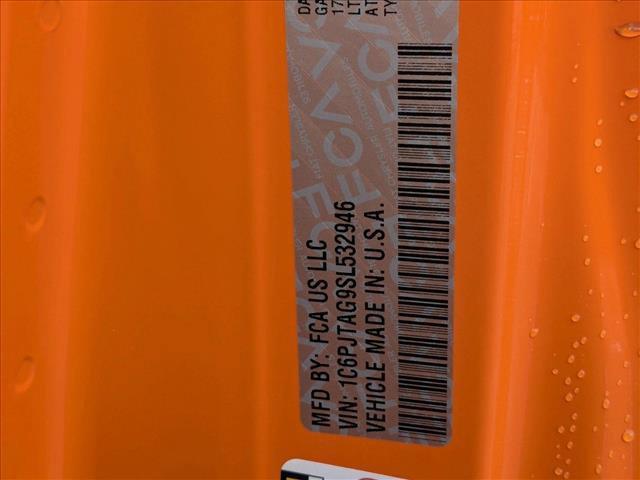 MFD BY: FCA US LLC
VIN: 1C6PJTAG9SL532946
VEHICLE MADE IN: U.S.A.